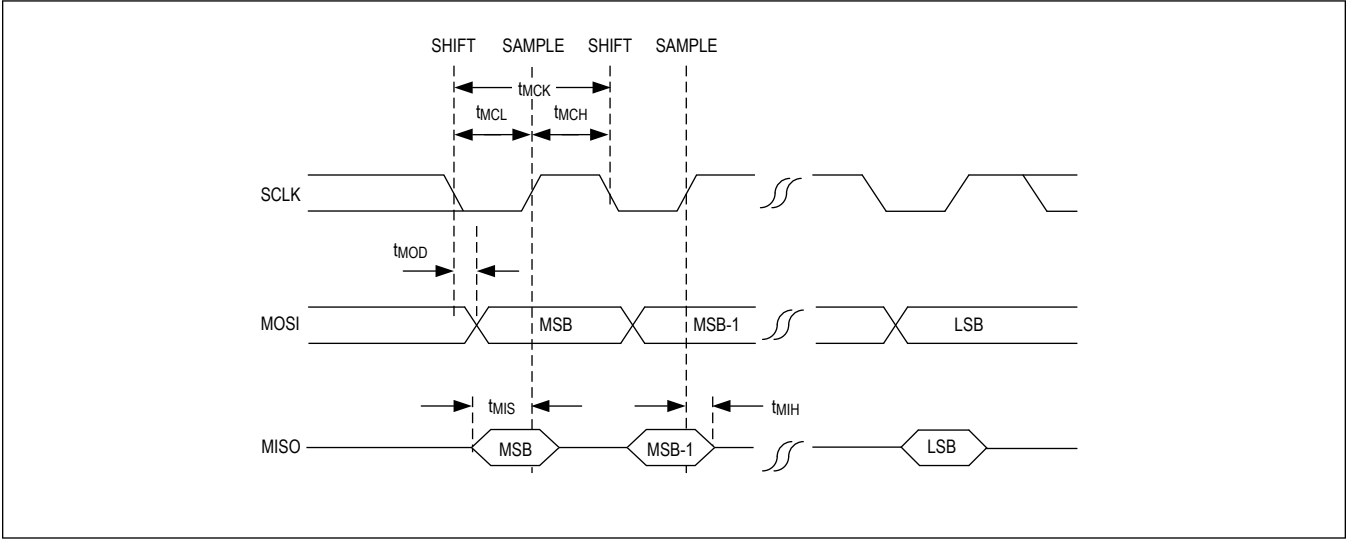 SHIFT SAMPLE SHIFT SAMPLE
tMCK
tMCL tMCH
SCLK
tMOD
MOSI MSB MSB-1 LSB
tMIS tMIH
MISO MSB MSB-1 LSB